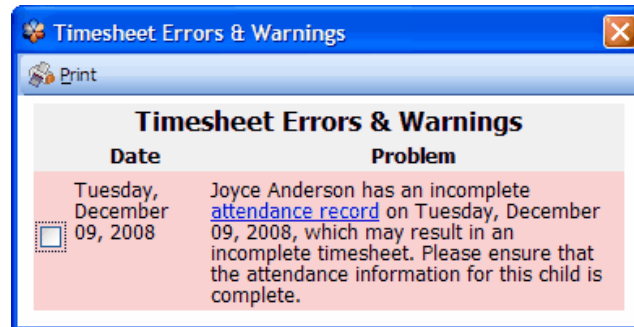 Timesheet Errors & Warnings
Print
Timesheet Errors & Warnings
Date Problem
Tuesday,
December
09, 2008
Joyce Anderson has an incomplete
attendance record on Tuesday, December
09, 2008, which may result in an
incomplete timesheet. Please ensure that
the attendance information for this child is
complete.